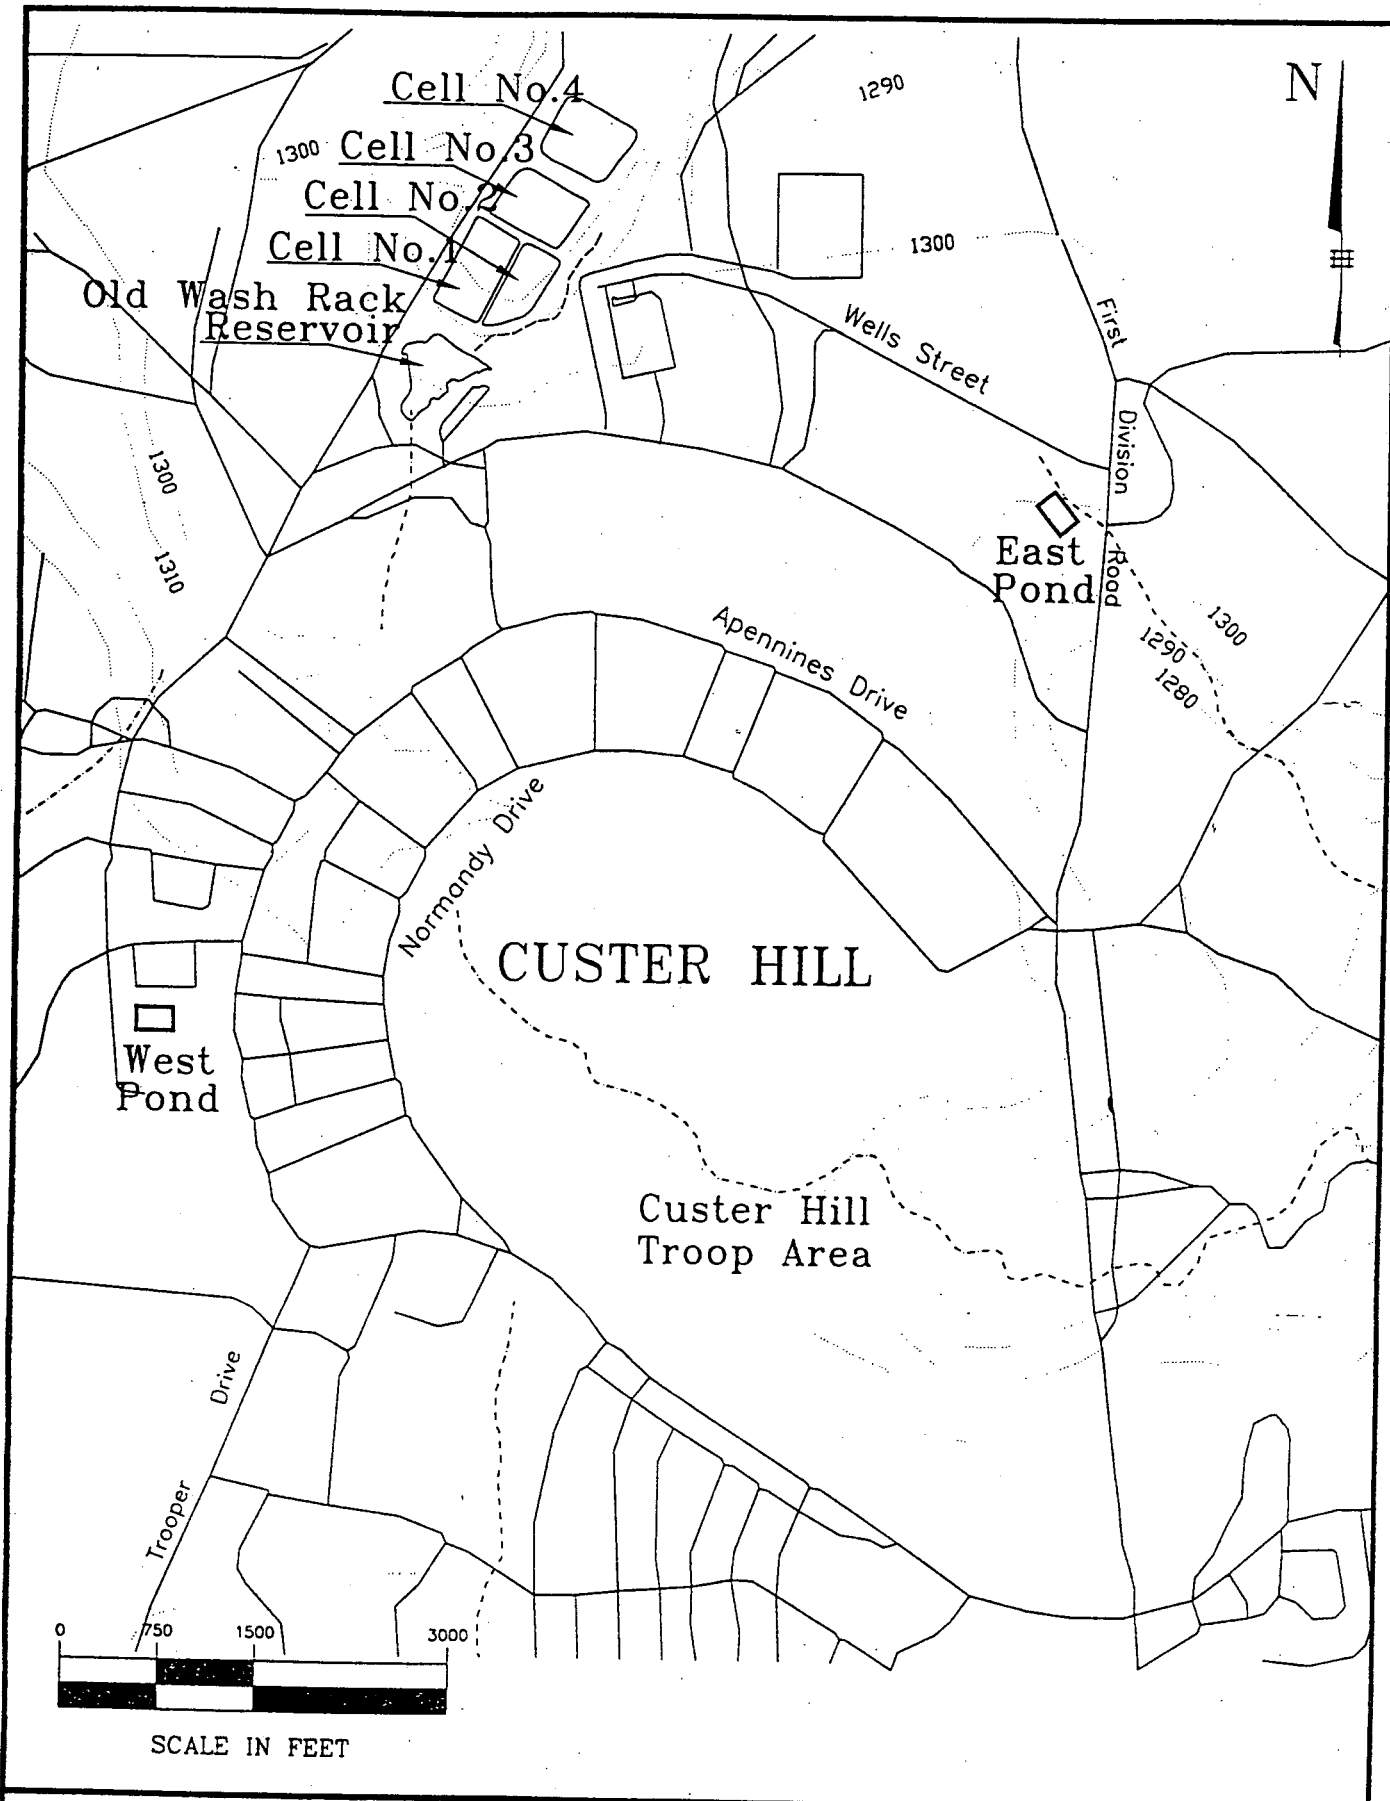 N
Cell No.4
1290
1300
Cell No.3
Cell No.2
Cell No.1
1300
Old Wash Rack
Reservoir
First
Division
Road
Wells Street
1300
1310
East
Pond
1300
1290
1280
Apennines Drive
Normandy Drive
CUSTER HILL
West
Pond
Custer Hill
Troop Area
Trooper Drive
0 750 1500 3000
SCALE IN FEET